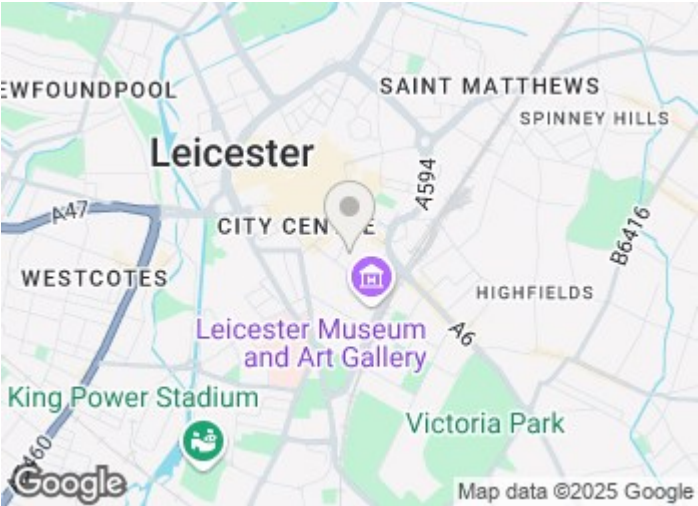 EWFOUNDPOOL
SAINT MATTHEWS
SPINNEY HILLS
Leicester
A594
A47
CITY CENTRE
B6416
WESTCOTES
HIGHFIELDS
Leicester Museum
and Art Gallery
A6
King Power Stadium
Victoria Park
A460
Google
Map data ©2025 Google